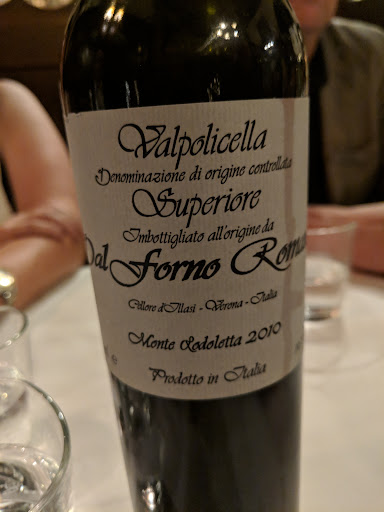 Valpolicella
Denominazione di origine controllata
Superiore
Imbottigliato all'origine da
Dal Forno Roma
Cellore d'Illasi - Verona - Italia
Monte Lodoletta 2010
Prodotto in Italia